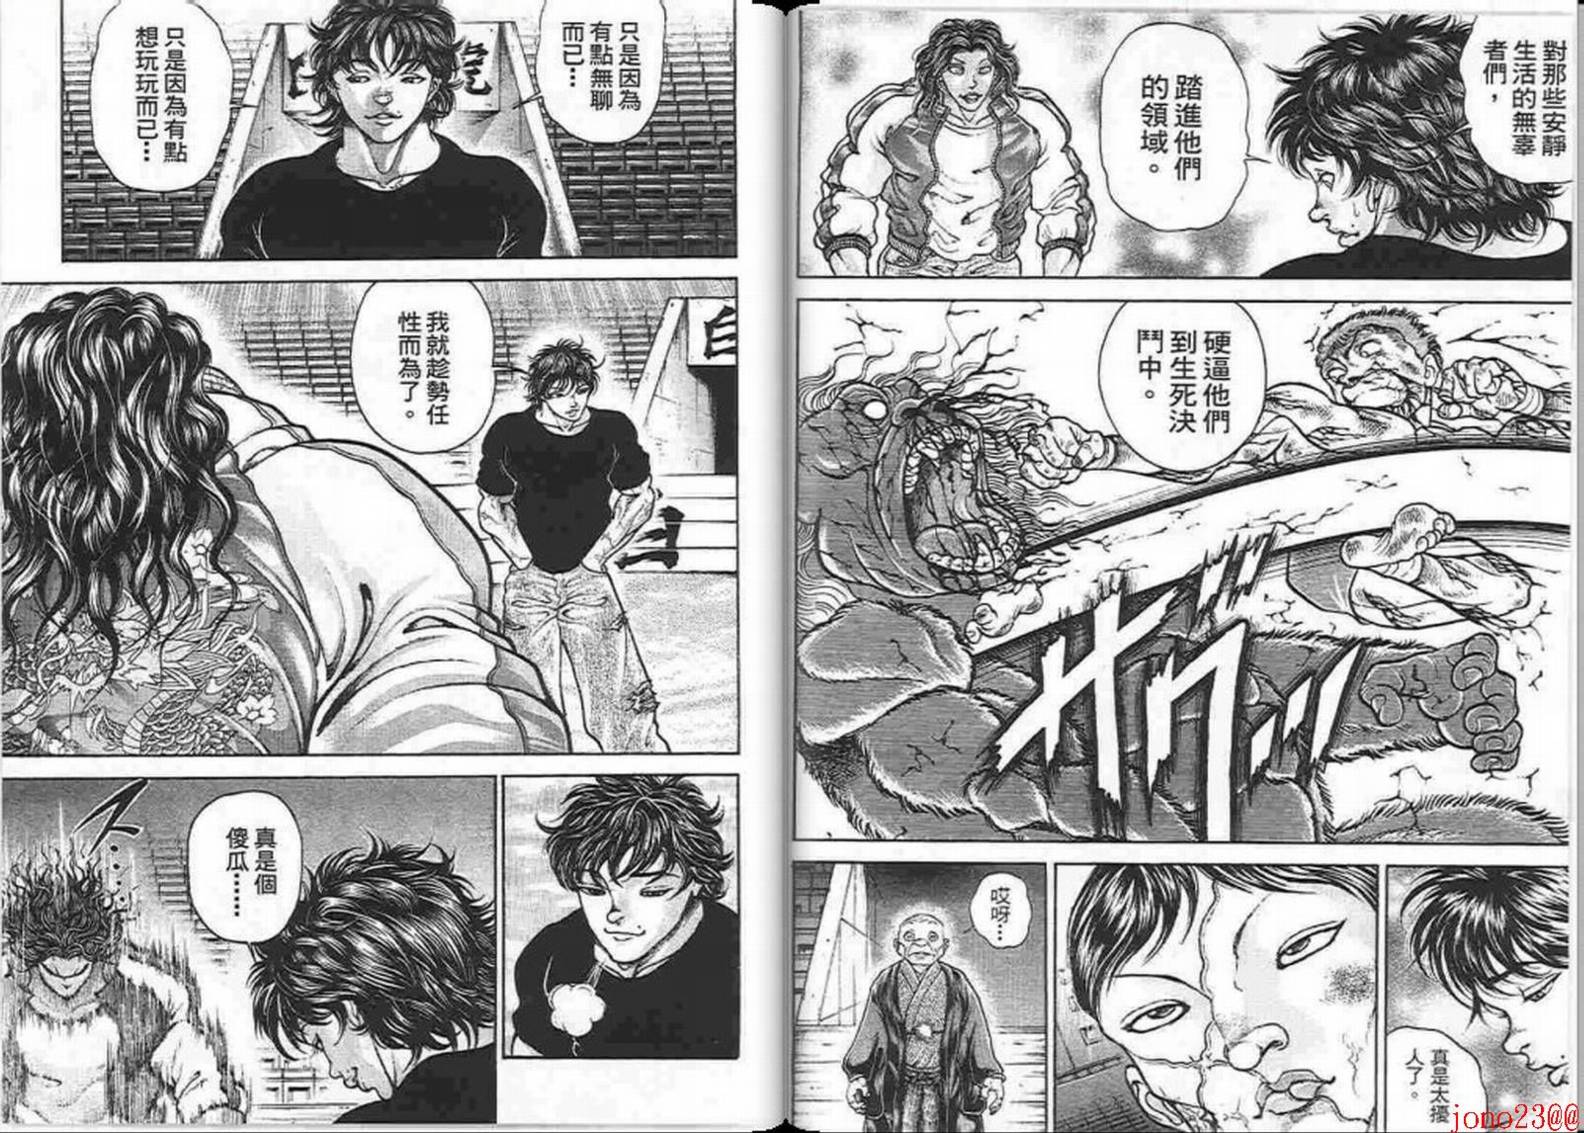 對那些安靜
生活的無辜
者們，
踏進他們
的領域。
硬逼他們
到生死決
鬥中。
ガガッ
真是太擾
人了。
哎呀…
只是因為
有點無聊
而已…
只是因為有點
想玩玩而已…
我就趁勢任
性而為了。
真是個
傻瓜……
jono23@@